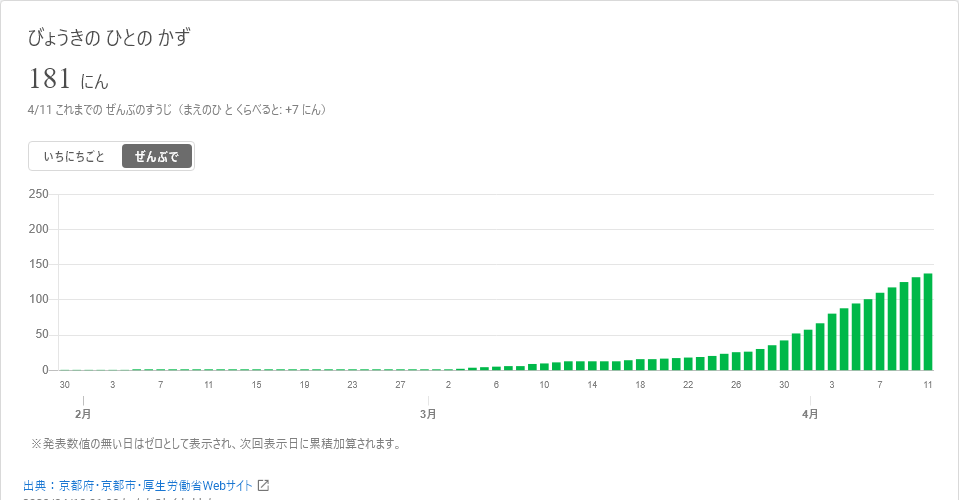 びょうきの ひとの かず
181 にん
4/11 これまでの ぜんぶのすうじ（まえのひ と くらべると: +7 にん）
いちにちごと ぜんぶで
250
200
150
100
50
0
30 3 7 11 15 19 23 27 2 6 10 14 18 22 26 30 3 7 11
2月 3月 4月
※発表数値の無い日はゼロとして表示され、次回表示日に累積加算されます。
出典：京都府・京都市・厚生労働省Webサイト